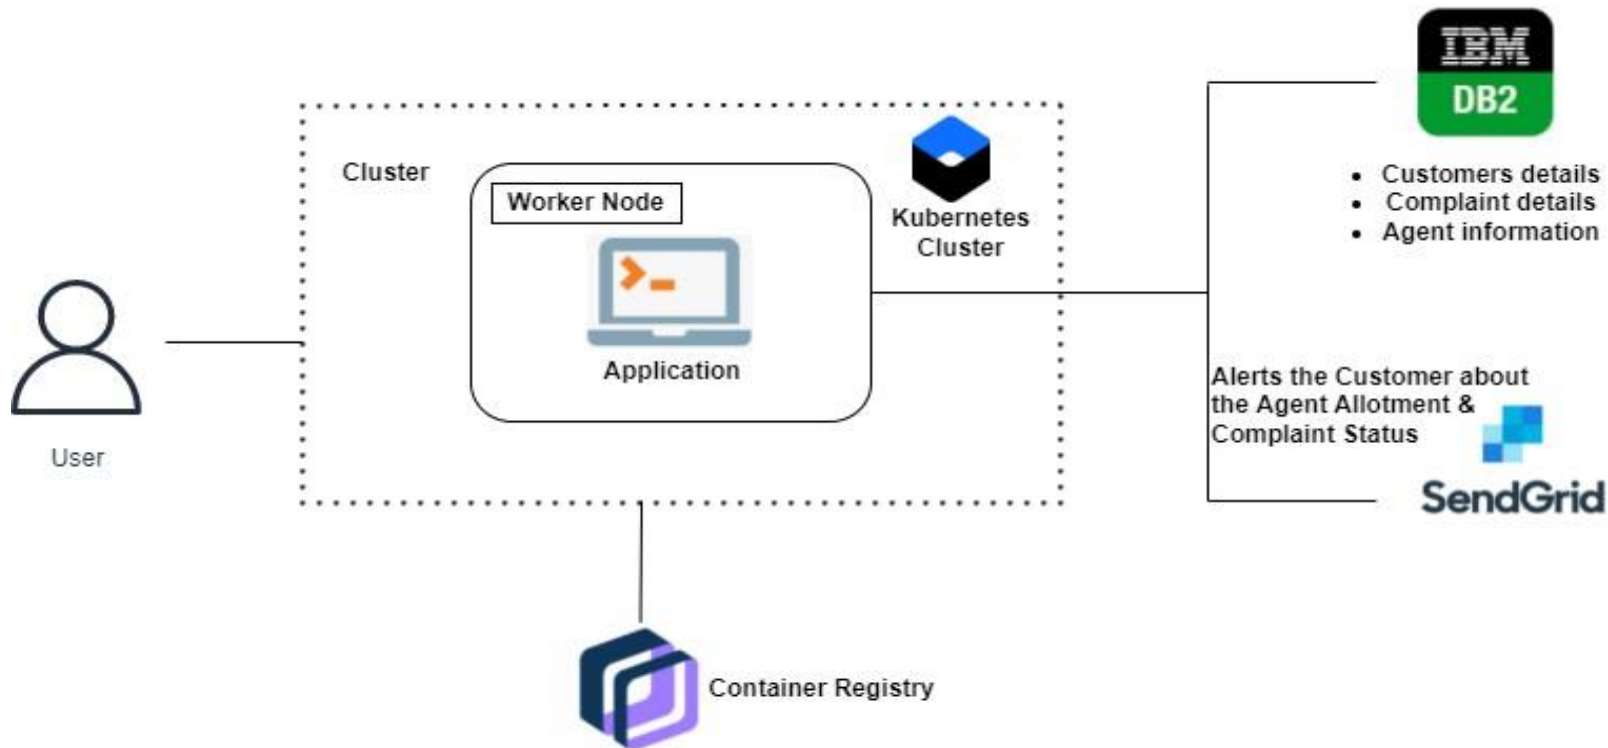 IBM
DB2
Customers details
Complaint details
Agent information
Cluster
Worker Node
Kubernetes
Cluster
Application
User
Alerts the Customer about
the Agent Allotment &
Complaint Status
SendGrid
Container Registry